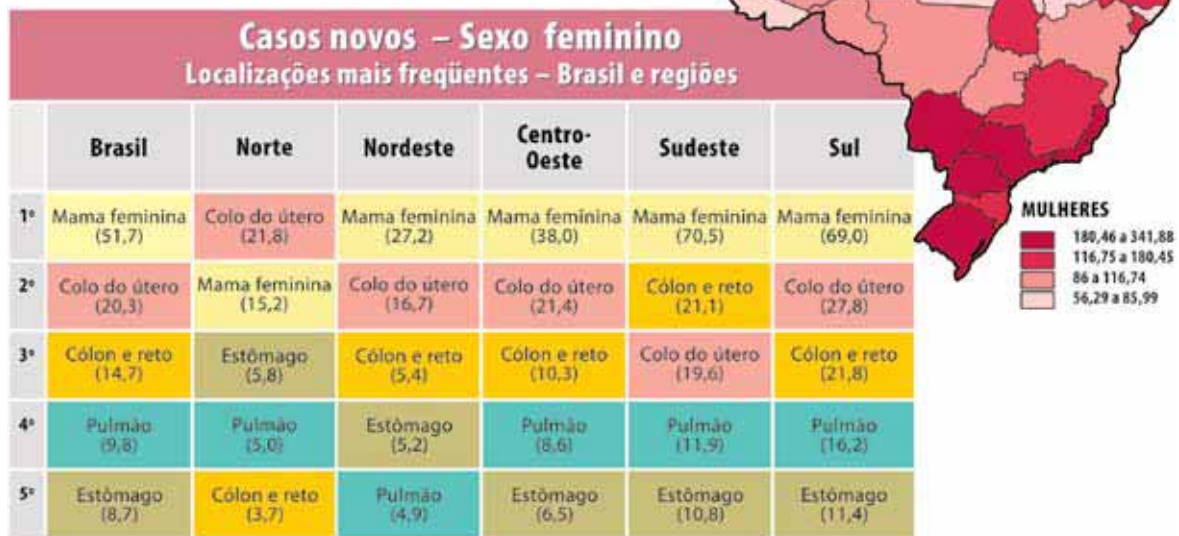 Casos novos – Sexo feminino
Localizações mais freqüentes – Brasil e regiões
Brasil
Norte
Nordeste
Centro-
Oeste
Sudeste
Sul
1º
Mama feminina
(51,7)
Colo do útero
(21,8)
Mama feminina
(27,2)
Mama feminina
(38,0)
Mama feminina
(70,5)
Mama feminina
(69,0)
2º
Colo do útero
(20,3)
Mama feminina
(15,2)
Colo do útero
(16,7)
Colo do útero
(21,4)
Cólon e reto
(21,1)
Colo do útero
(27,8)
3º
Cólon e reto
(14,7)
Estômago
(5,8)
Cólon e reto
(5,4)
Cólon e reto
(10,3)
Colo do útero
(19,6)
Cólon e reto
(21,8)
4º
Pulmão
(9,8)
Pulmão
(5,0)
Estômago
(5,2)
Pulmão
(8,6)
Pulmão
(11,9)
Pulmão
(16,2)
5º
Estômago
(8,7)
Cólon e reto
(3,7)
Pulmão
(4,9)
Estômago
(6,5)
Estômago
(10,8)
Estômago
(11,4)
MULHERES
180,46 a 341,88
116,75 a 180,45
86 a 116,74
56,29 a 85,99